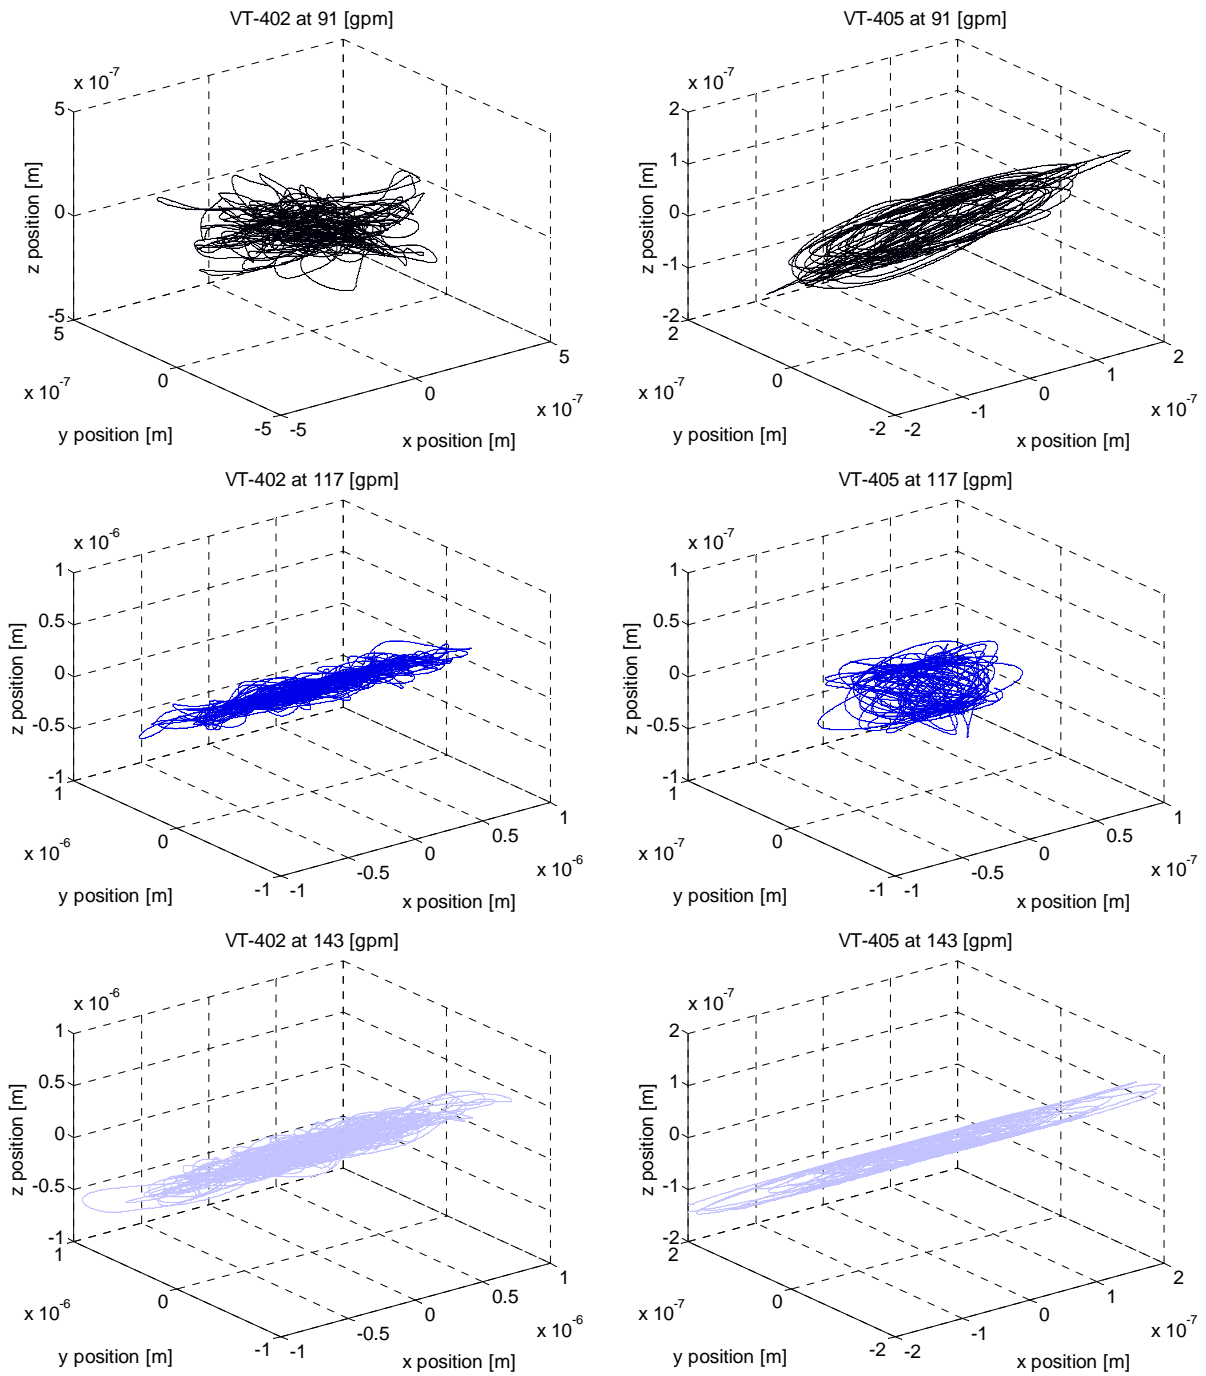 VT-402 at 91 [gpm]
x 10-7
5
0
-5
z position [m]
5
0
-5
x 10-7
y position [m]
-5
0
5
x 10-7
x position [m]
VT-405 at 91 [gpm]
x 10-7
2
1
0
-1
-2
z position [m]
2
0
-2
x 10-7
y position [m]
-2
-1
0
1
2
x 10-7
x position [m]
VT-402 at 117 [gpm]
x 10-6
1
0.5
0
-0.5
-1
z position [m]
1
0
-1
x 10-6
y position [m]
-1
-0.5
0
0.5
1
x 10-6
x position [m]
VT-405 at 117 [gpm]
x 10-7
1
0.5
0
-0.5
-1
z position [m]
1
0
-1
x 10-7
y position [m]
-1
-0.5
0
0.5
1
x 10-7
x position [m]
VT-402 at 143 [gpm]
x 10-6
1
0.5
0
-0.5
-1
z position [m]
1
0
-1
x 10-6
y position [m]
-1
-0.5
0
0.5
1
x 10-6
x position [m]
VT-405 at 143 [gpm]
x 10-7
2
1
0
-1
-2
z position [m]
2
0
-2
x 10-7
y position [m]
-2
-1
0
1
2
x 10-7
x position [m]